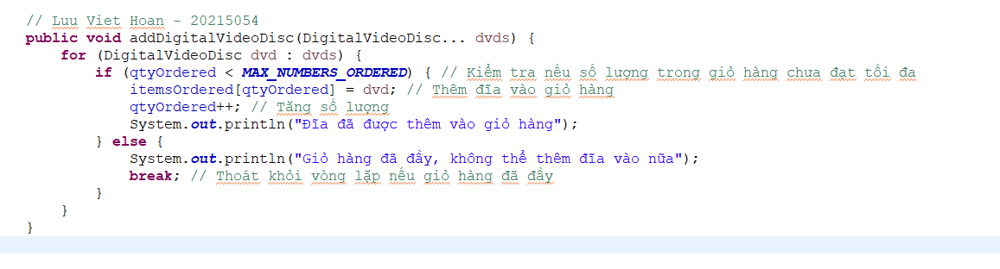 // Luu Viet Hoan - 20215054
public void addDigitalVideoDisc(DigitalVideoDisc... dvds) {
for (DigitalVideoDisc dvd : dvds) {
if (qtyOrdered < MAX_NUMBERS_ORDERED) { // Kiểm tra nếu số lượng trong giỏ hàng chưa đạt tối đa
itemsOrdered[qtyOrdered] = dvd; // Thêm đĩa vào giỏ hàng
qtyOrdered++; // Tăng số lượng
System.out.println("Đĩa đã được thêm vào giỏ hàng");
} else {
System.out.println("Giỏ hàng đã đầy, không thể thêm đĩa vào nữa");
break; // Thoát khỏi vòng lặp nếu giỏ hàng đã đầy
}
}
}